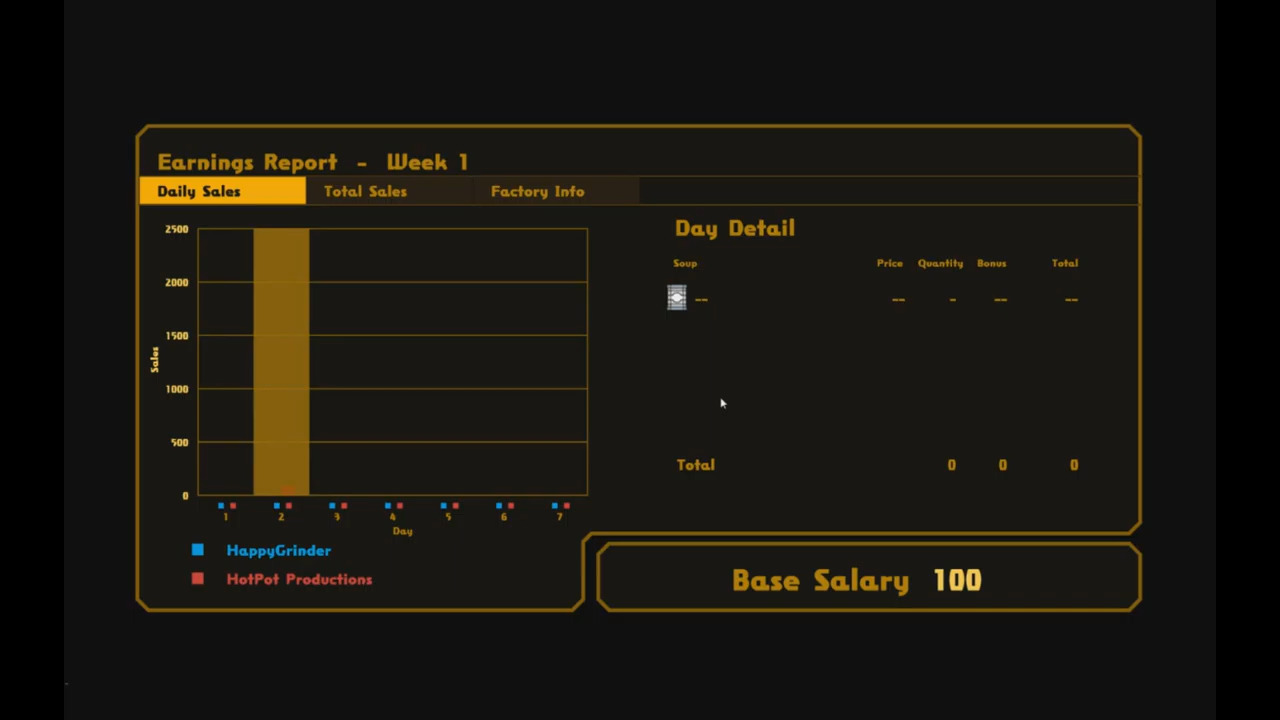 Earnings Report - Week 1
Daily Sales Total Sales Factory Info
Day Detail
Soup Price Quantity Bonus Total
-- -- - -- --
Total 0 0 0
2500
2000
1500
1000
500
0
Sales
1 2 3 4 5 6 7
Day
HappyGrinder
HotPot Productions
Base Salary 100